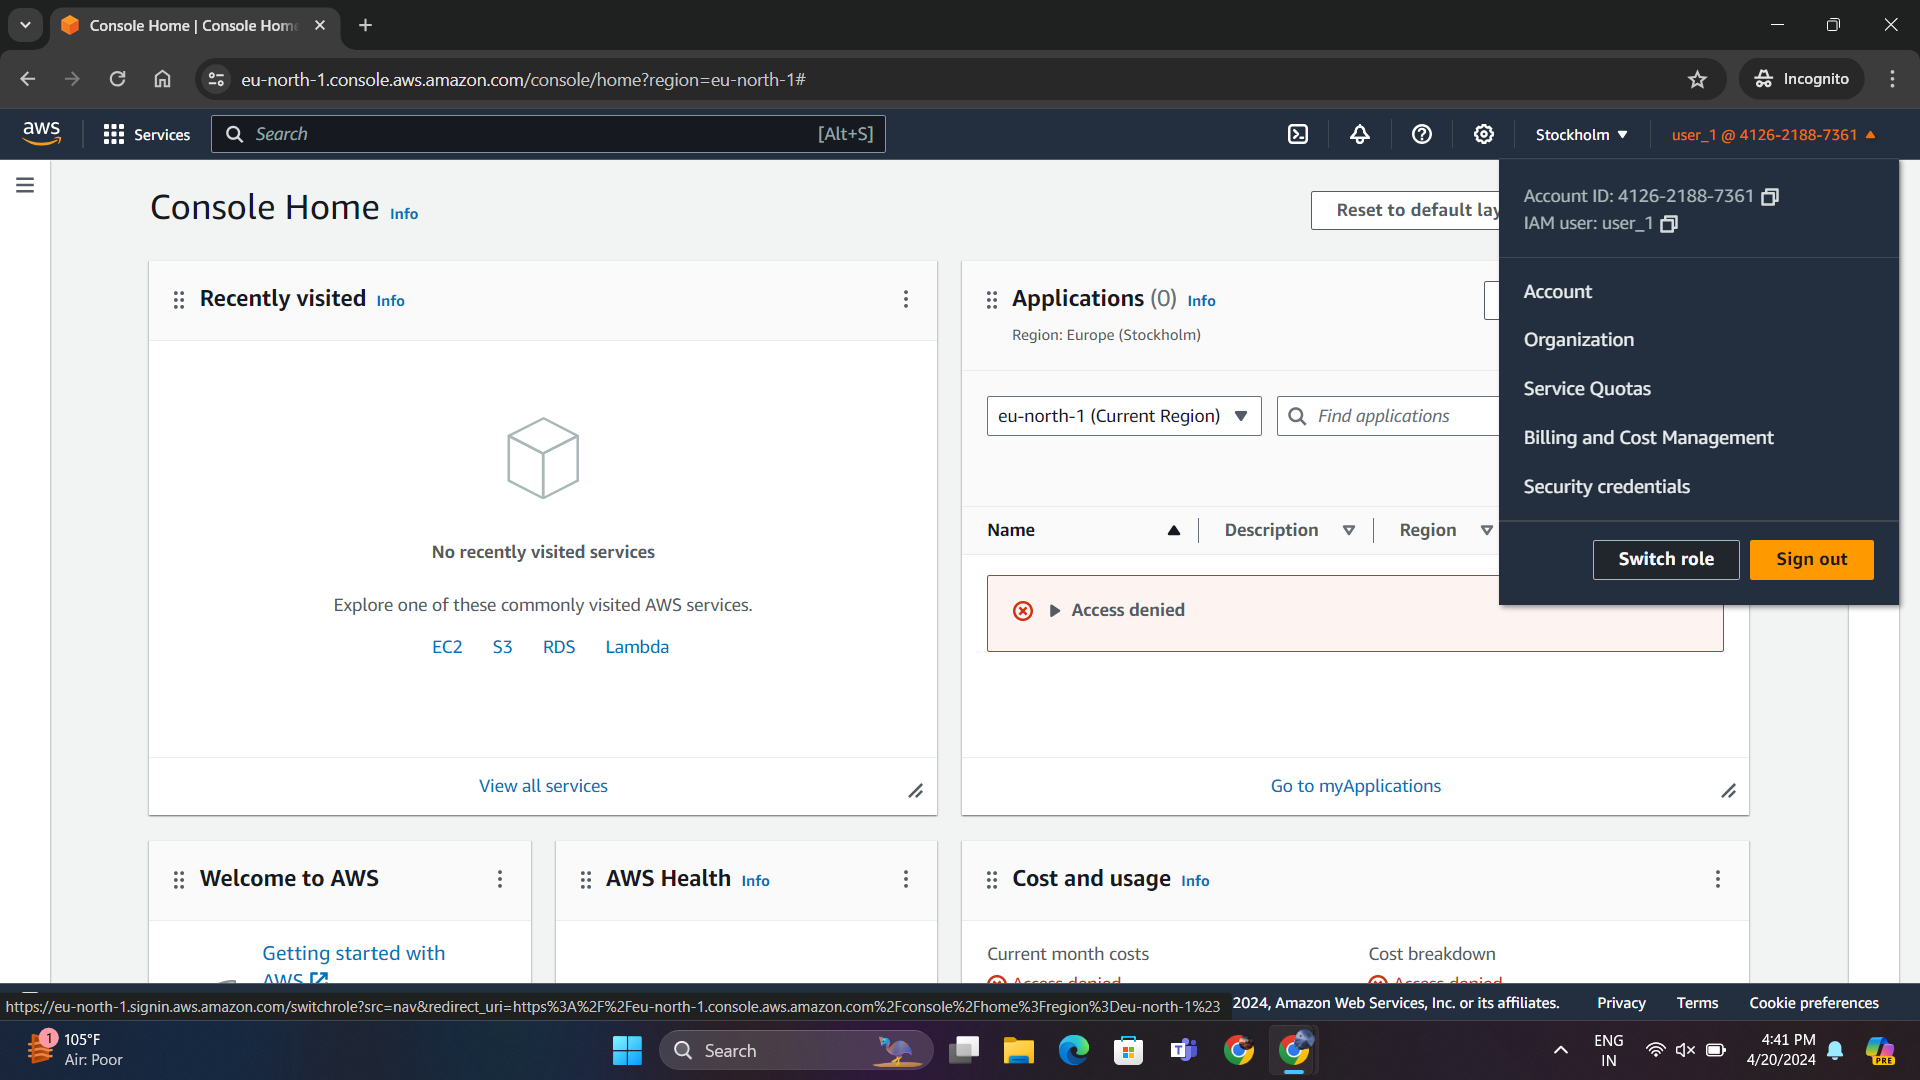 Console Home | Console Home
eu-north-1.console.aws.amazon.com/console/home?region=eu-north-1#
Incognito
aws
Services
Search
[Alt+S]
Stockholm
user_1 @ 4126-2188-7361
Account ID: 4126-2188-7361
IAM user: user_1
Account
Organization
Service Quotas
Billing and Cost Management
Security credentials
Switch role
Sign out
Console Home Info
Reset to default lay
Recently visited Info
No recently visited services
Explore one of these commonly visited AWS services.
EC2 S3 RDS Lambda
View all services
Applications (0) Info
Region: Europe (Stockholm)
eu-north-1 (Current Region)
Find applications
Name Description Region
Access denied
Go to myApplications
Welcome to AWS
Getting started with
AWS
AWS Health Info
Cost and usage Info
Current month costs
Access denied
Cost breakdown
Access denied
https://eu-north-1.signin.aws.amazon.com/switchrole?src=nav&redirect_uri=https%3A%2F%2Feu-north-1.console.aws.amazon.com%2Fconsole%2Fhome%3Fregion%3Deu-north-1%23
2024, Amazon Web Services, Inc. or its affiliates.
Privacy
Terms
Cookie preferences
1
105°F
Air: Poor
Search
ENG
IN
4:41 PM
4/20/2024
PRE